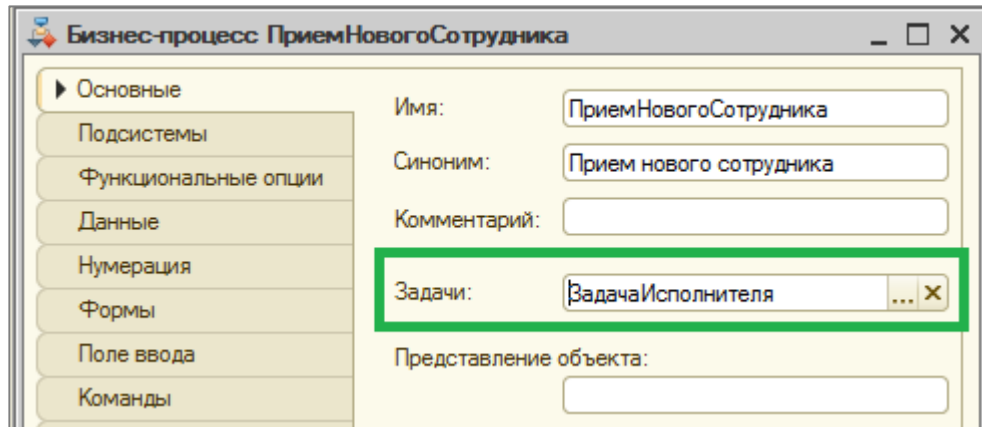 Бизнес-процесс ПриемНовогоСотрудника
Основные
Подсистемы
Функциональные опции
Данные
Нумерация
Формы
Поле ввода
Команды
Имя: ПриемНовогоСотрудника
Синоним: Прием нового сотрудника
Комментарий:
Задачи: ЗадачаИсполнителя ...
Представление объекта: